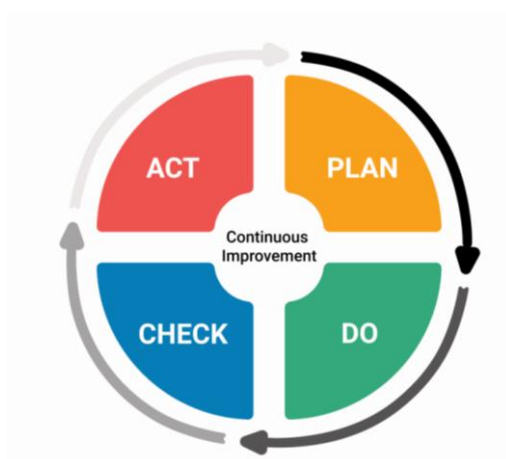 ACT
PLAN
Continuous
Improvement
CHECK
DO